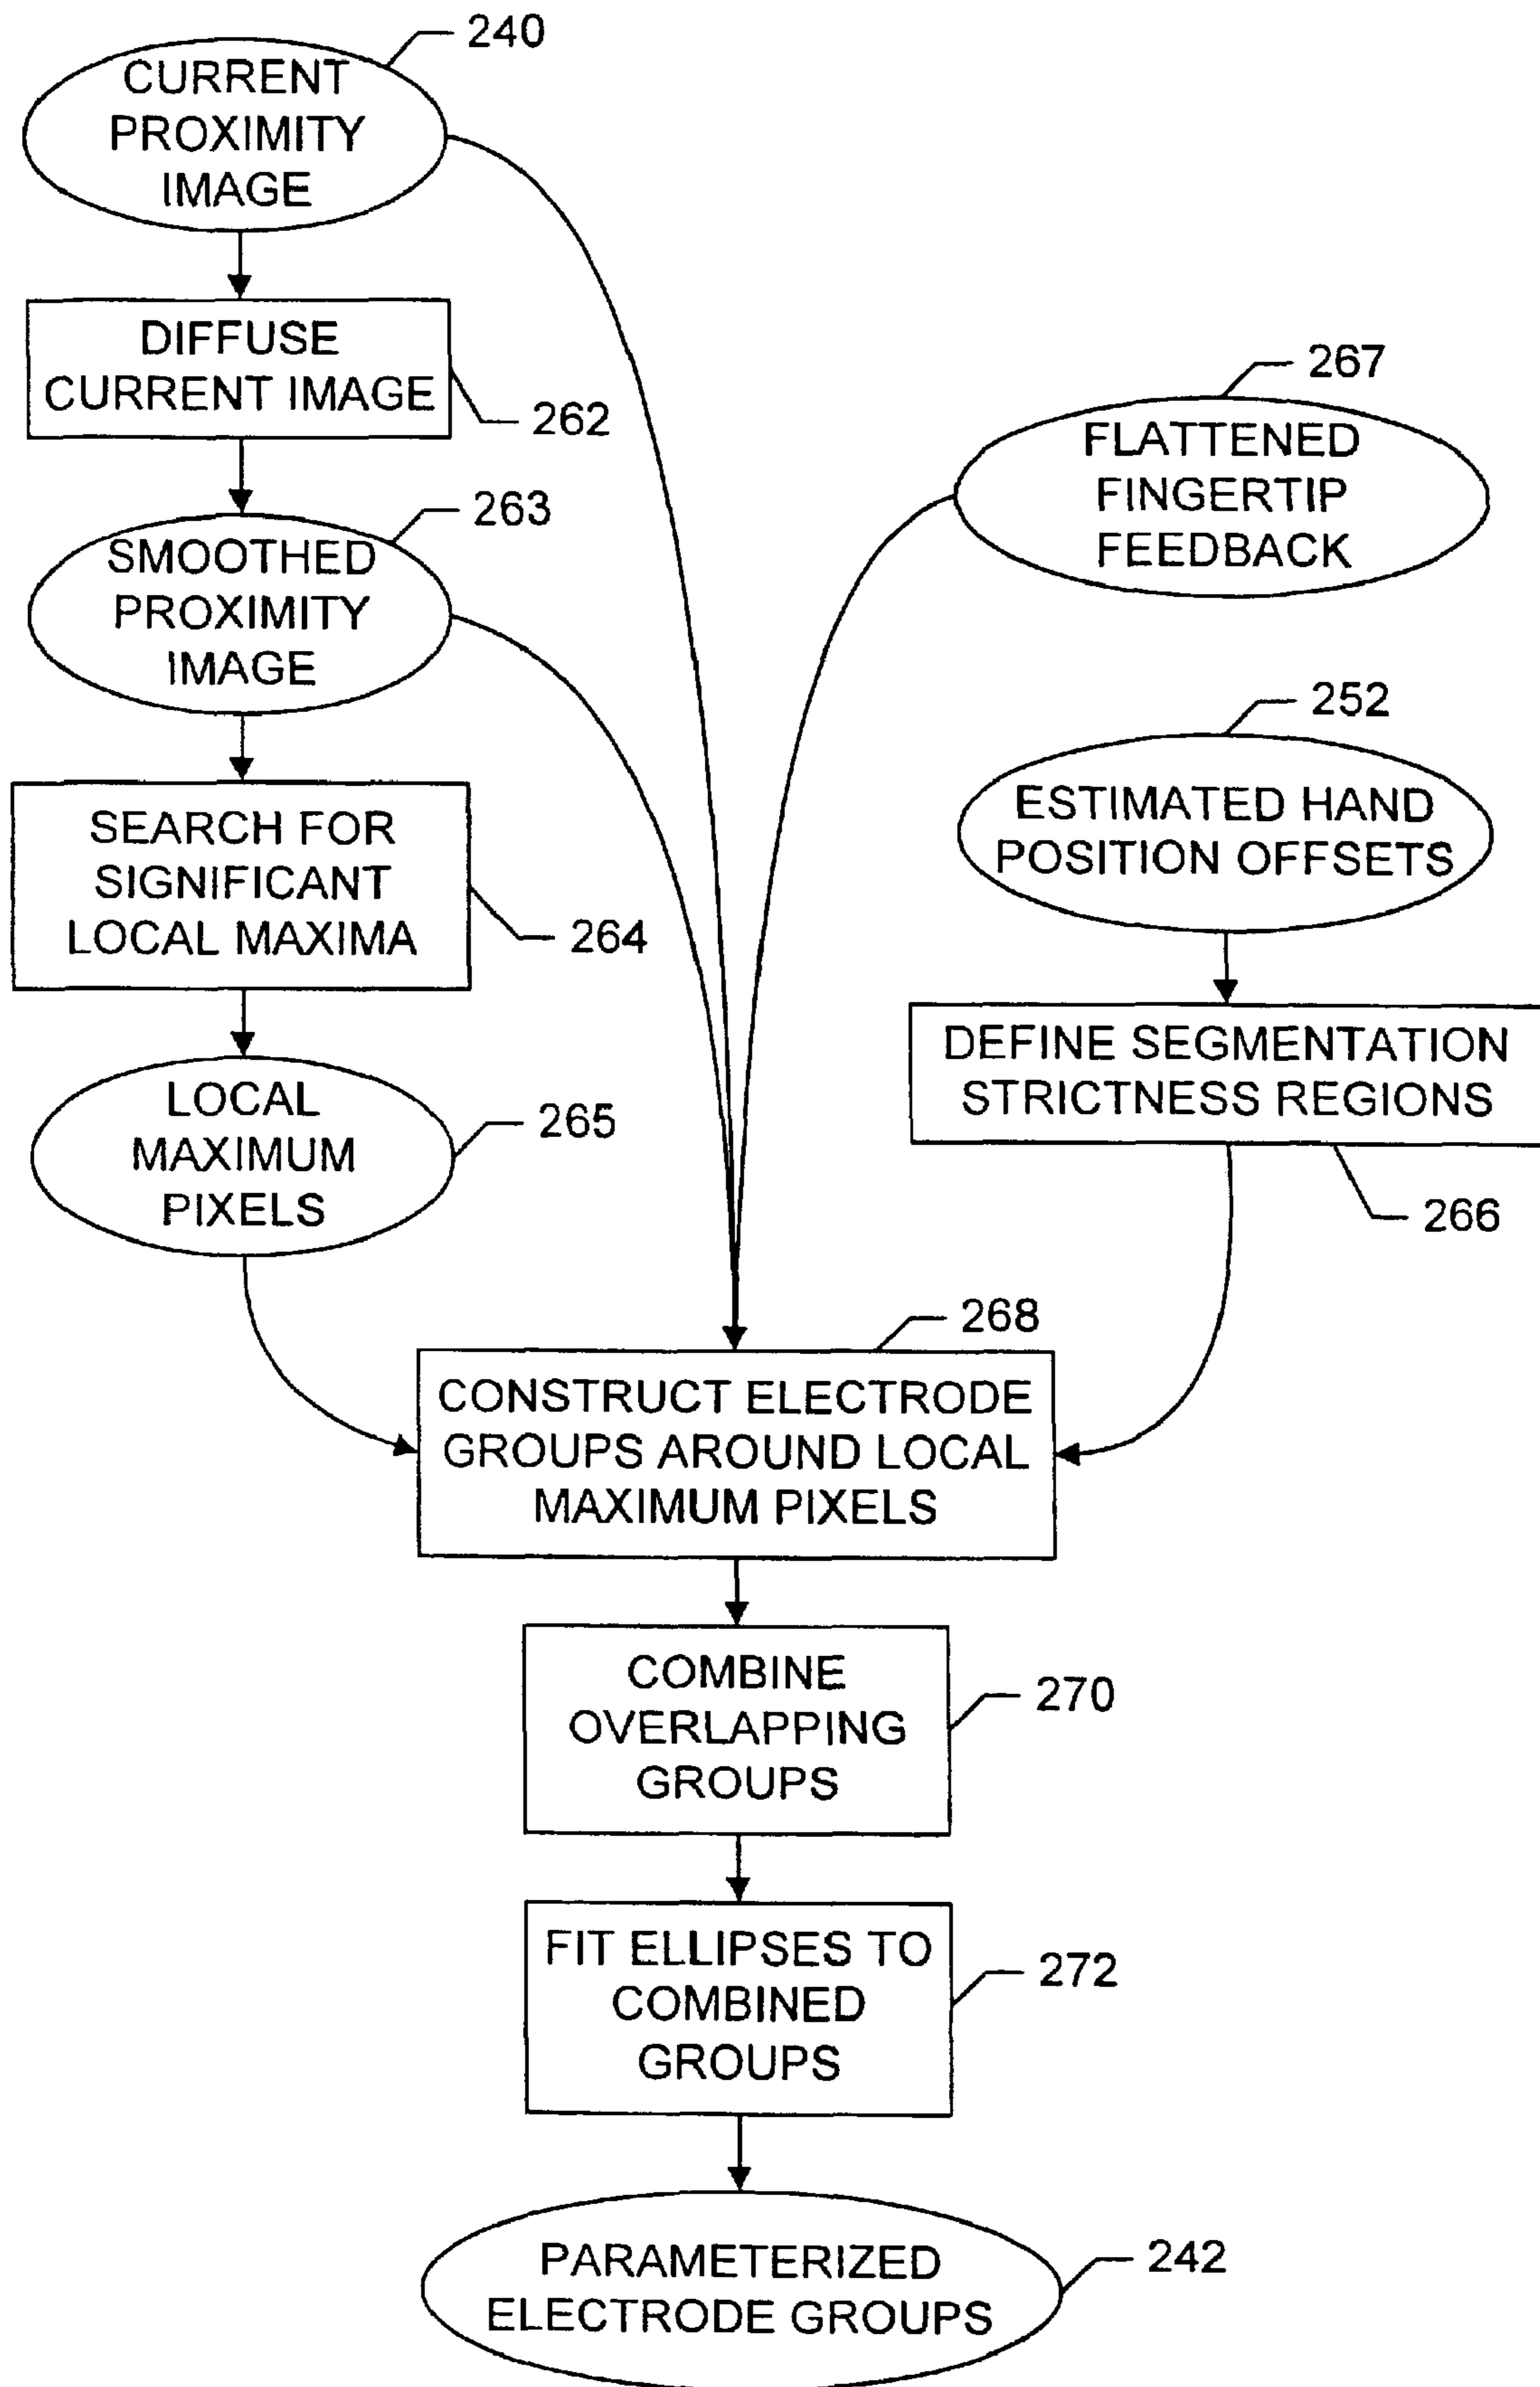 240
CURRENT
PROXIMITY
IMAGE
DIFFUSE
CURRENT IMAGE
262
263
SMOOTHED
PROXIMITY
IMAGE
SEARCH FOR
SIGNIFICANT
LOCAL MAXIMA
264
LOCAL
MAXIMUM
PIXELS
265
267
FLATTENED
FINGERTIP
FEEDBACK
252
ESTIMATED HAND
POSITION OFFSETS
DEFINE SEGMENTATION
STRICTNESS REGIONS
266
268
CONSTRUCT ELECTRODE
GROUPS AROUND LOCAL
MAXIMUM PIXELS
COMBINE
OVERLAPPING
GROUPS
270
FIT ELLIPSES TO
COMBINED
GROUPS
272
PARAMETERIZED
ELECTRODE GROUPS
242